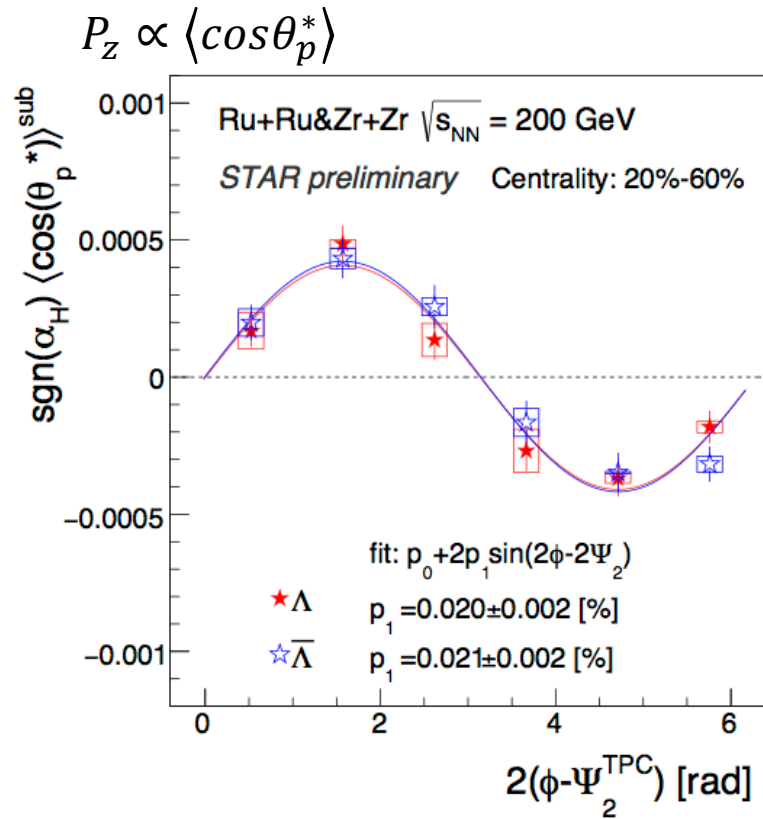 P_z ∝ ⟨cosθ_p^*⟩
sgn(α_H) ⟨cos(θ_p*)⟩^sub
0.001
0.0005
0
−0.0005
−0.001
Ru+Ru&Zr+Zr √s_NN = 200 GeV
STAR preliminary Centrality: 20%-60%
fit: p_0+2p_1sin(2ϕ-2Ψ_2)
Λ p_1=0.020±0.002 [%]
Λ̅ p_1=0.021±0.002 [%]
0 2 4 6
2(ϕ-Ψ_2^TPC) [rad]